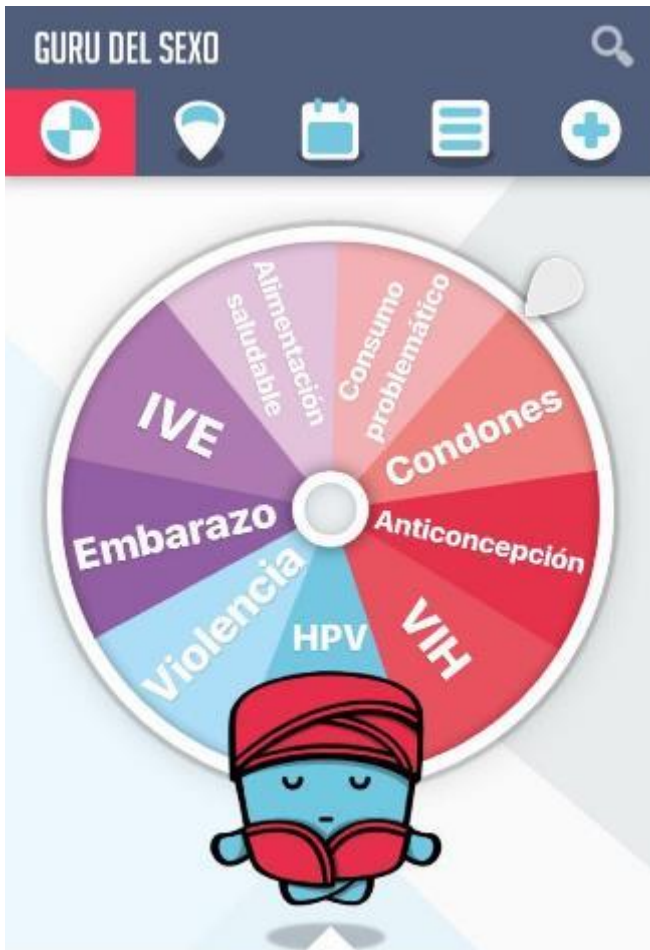 GURU DEL SEXO
Alimentación
saludable
Consumo
problemático
Condones
Anticoncepción
VIH
HPV
Violencia
Embarazo
IVE